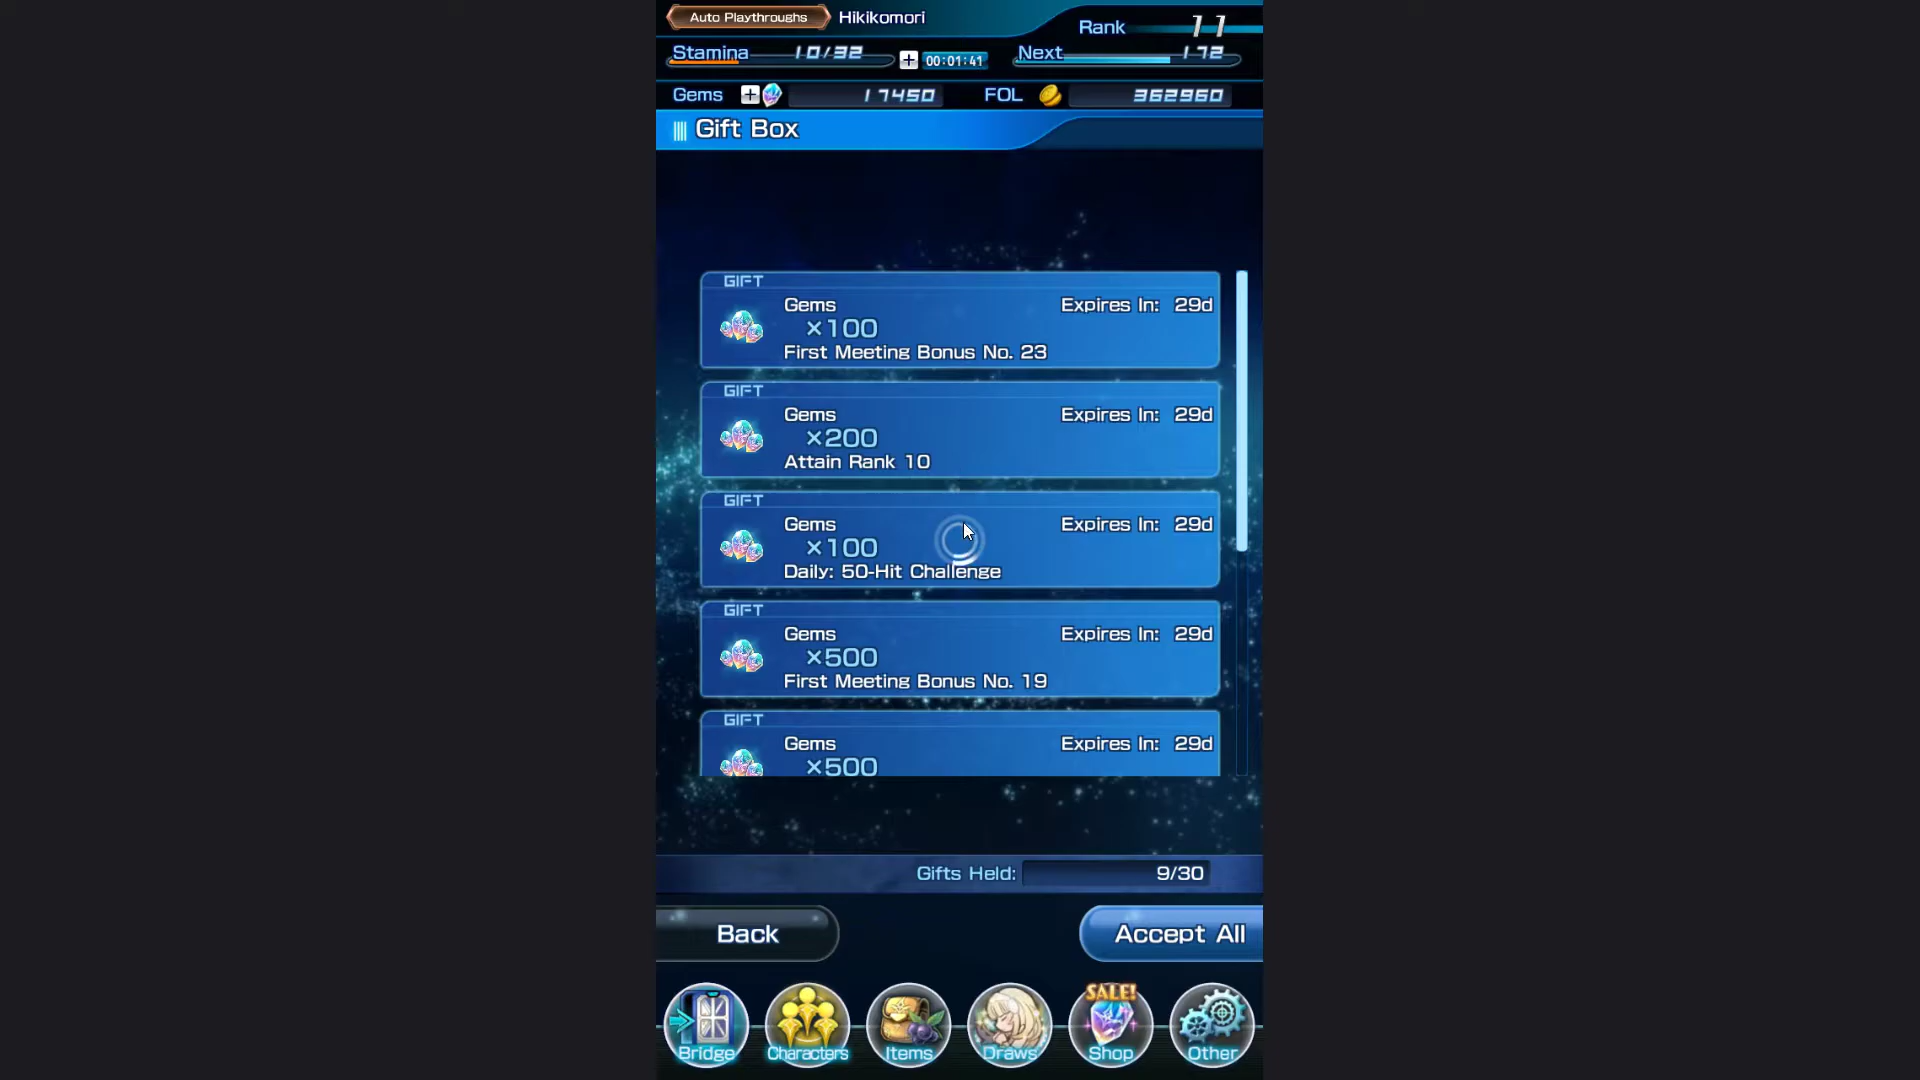 Auto Playthroughs Hikikomori
Rank 11
Stamina 10/32 00:01:41 Next 172
Gems 17450 FOL 362960
Gift Box
GIFT
Gems Expires In: 29d
×100
First Meeting Bonus No. 23
GIFT
Gems Expires In: 29d
×200
Attain Rank 10
GIFT
Gems Expires In: 29d
×100
Daily: 50-Hit Challenge
GIFT
Gems Expires In: 29d
×500
First Meeting Bonus No. 19
GIFT
Gems Expires In: 29d
×500
Gifts Held: 9/30
Back Accept All
SALE!
Bridge Characters Items Draws Shop Other